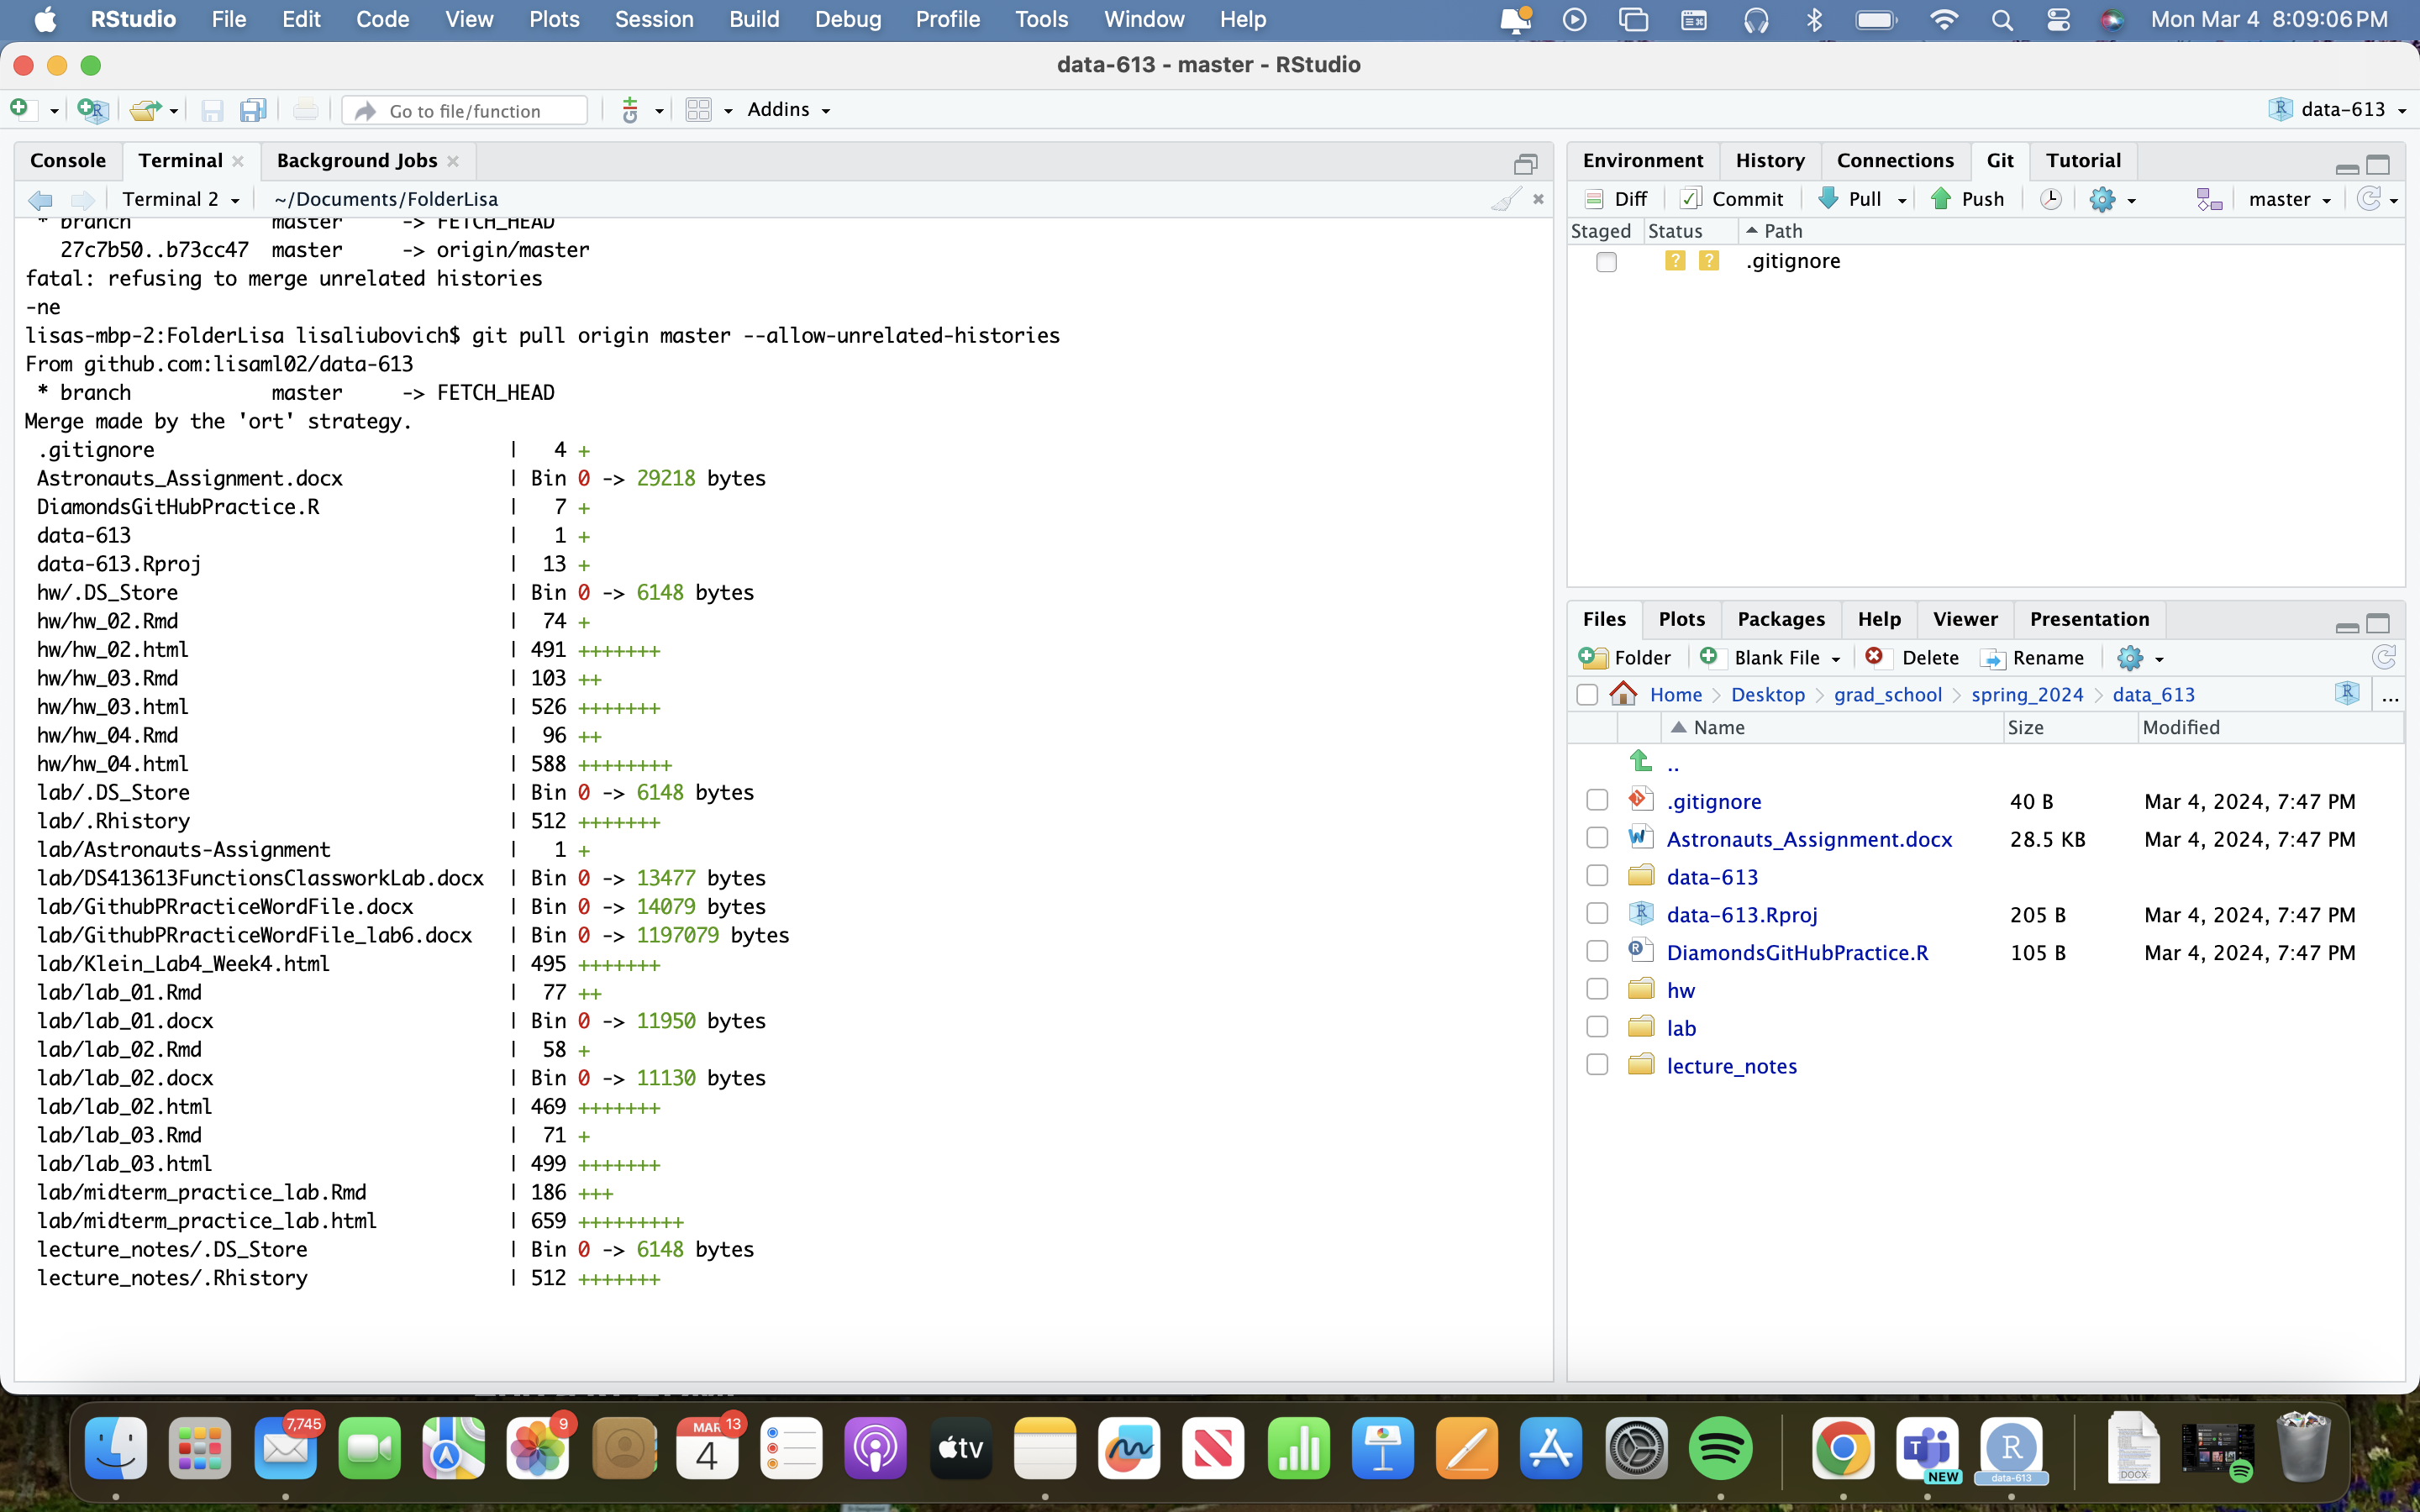 RStudio File Edit Code View Plots Session Build Debug Profile Tools Window Help Mon Mar 4 8:09:06 PM
data-613 - master - RStudio
Go to file/function Addins data-613
Console Terminal Background Jobs
Terminal 2 ~/Documents/FolderLisa
* branch master -> FETCH_HEAD
27c7b50..b73cc47 master -> origin/master
fatal: refusing to merge unrelated histories
-ne
lisas-mbp-2:FolderLisa lisaliubovich$ git pull origin master --allow-unrelated-histories
From github.com:lisaml02/data-613
* branch master -> FETCH_HEAD
Merge made by the 'ort' strategy.
.gitignore | 4 +
Astronauts_Assignment.docx | Bin 0 -> 29218 bytes
DiamondsGitHubPractice.R | 7 +
data-613 | 1 +
data-613.Rproj | 13 +
hw/.DS_Store | Bin 0 -> 6148 bytes
hw/hw_02.Rmd | 74 +
hw/hw_02.html | 491 +++++++
hw/hw_03.Rmd | 103 ++
hw/hw_03.html | 526 +++++++
hw/hw_04.Rmd | 96 ++
hw/hw_04.html | 588 ++++++++
lab/.DS_Store | Bin 0 -> 6148 bytes
lab/.Rhistory | 512 +++++++
lab/Astronauts-Assignment | 1 +
lab/DS413613FunctionsClassworkLab.docx | Bin 0 -> 13477 bytes
lab/GithubPRracticeWordFile.docx | Bin 0 -> 14079 bytes
lab/GithubPRracticeWordFile_lab6.docx | Bin 0 -> 1197079 bytes
lab/Klein_Lab4_Week4.html | 495 +++++++
lab/lab_01.Rmd | 77 ++
lab/lab_01.docx | Bin 0 -> 11950 bytes
lab/lab_02.Rmd | 58 +
lab/lab_02.docx | Bin 0 -> 11130 bytes
lab/lab_02.html | 469 +++++++
lab/lab_03.Rmd | 71 +
lab/lab_03.html | 499 +++++++
lab/midterm_practice_lab.Rmd | 186 +++
lab/midterm_practice_lab.html | 659 +++++++++
lecture_notes/.DS_Store | Bin 0 -> 6148 bytes
lecture_notes/.Rhistory | 512 +++++++
Environment History Connections Git Tutorial
Diff Commit Pull Push master
Staged Status Path
? ? .gitignore
Files Plots Packages Help Viewer Presentation
Folder Blank File Delete Rename
Home Desktop grad_school spring_2024 data_613 ...
Name Size Modified
..
.gitignore 40 B Mar 4, 2024, 7:47 PM
Astronauts_Assignment.docx 28.5 KB Mar 4, 2024, 7:47 PM
data-613
data-613.Rproj 205 B Mar 4, 2024, 7:47 PM
DiamondsGitHubPractice.R 105 B Mar 4, 2024, 7:47 PM
hw
lab
lecture_notes
7,745 9 MAR 13
4 tv T NEW R data-613 DOCX